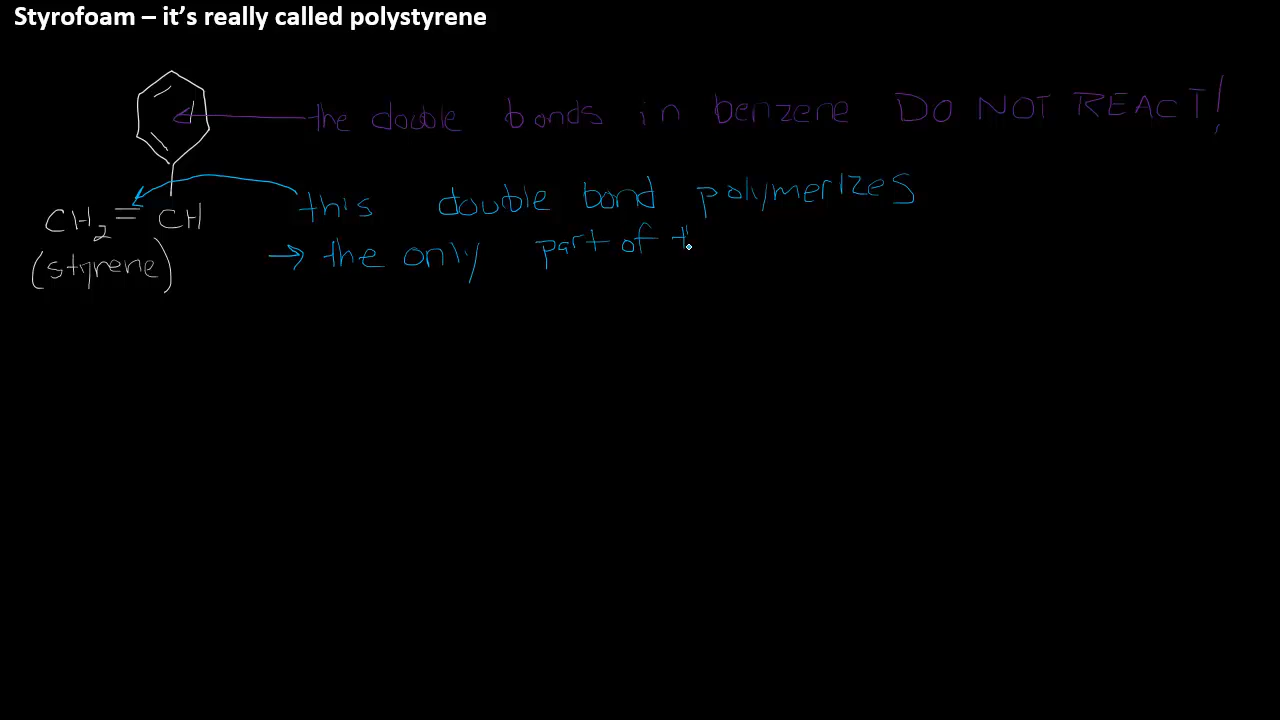 Styrofoam – it's really called polystyrene
the double bonds in benzene DO NOT REACT!
this double bond polymerizes
CH2 = CH
→ the only part of t
(styrene)